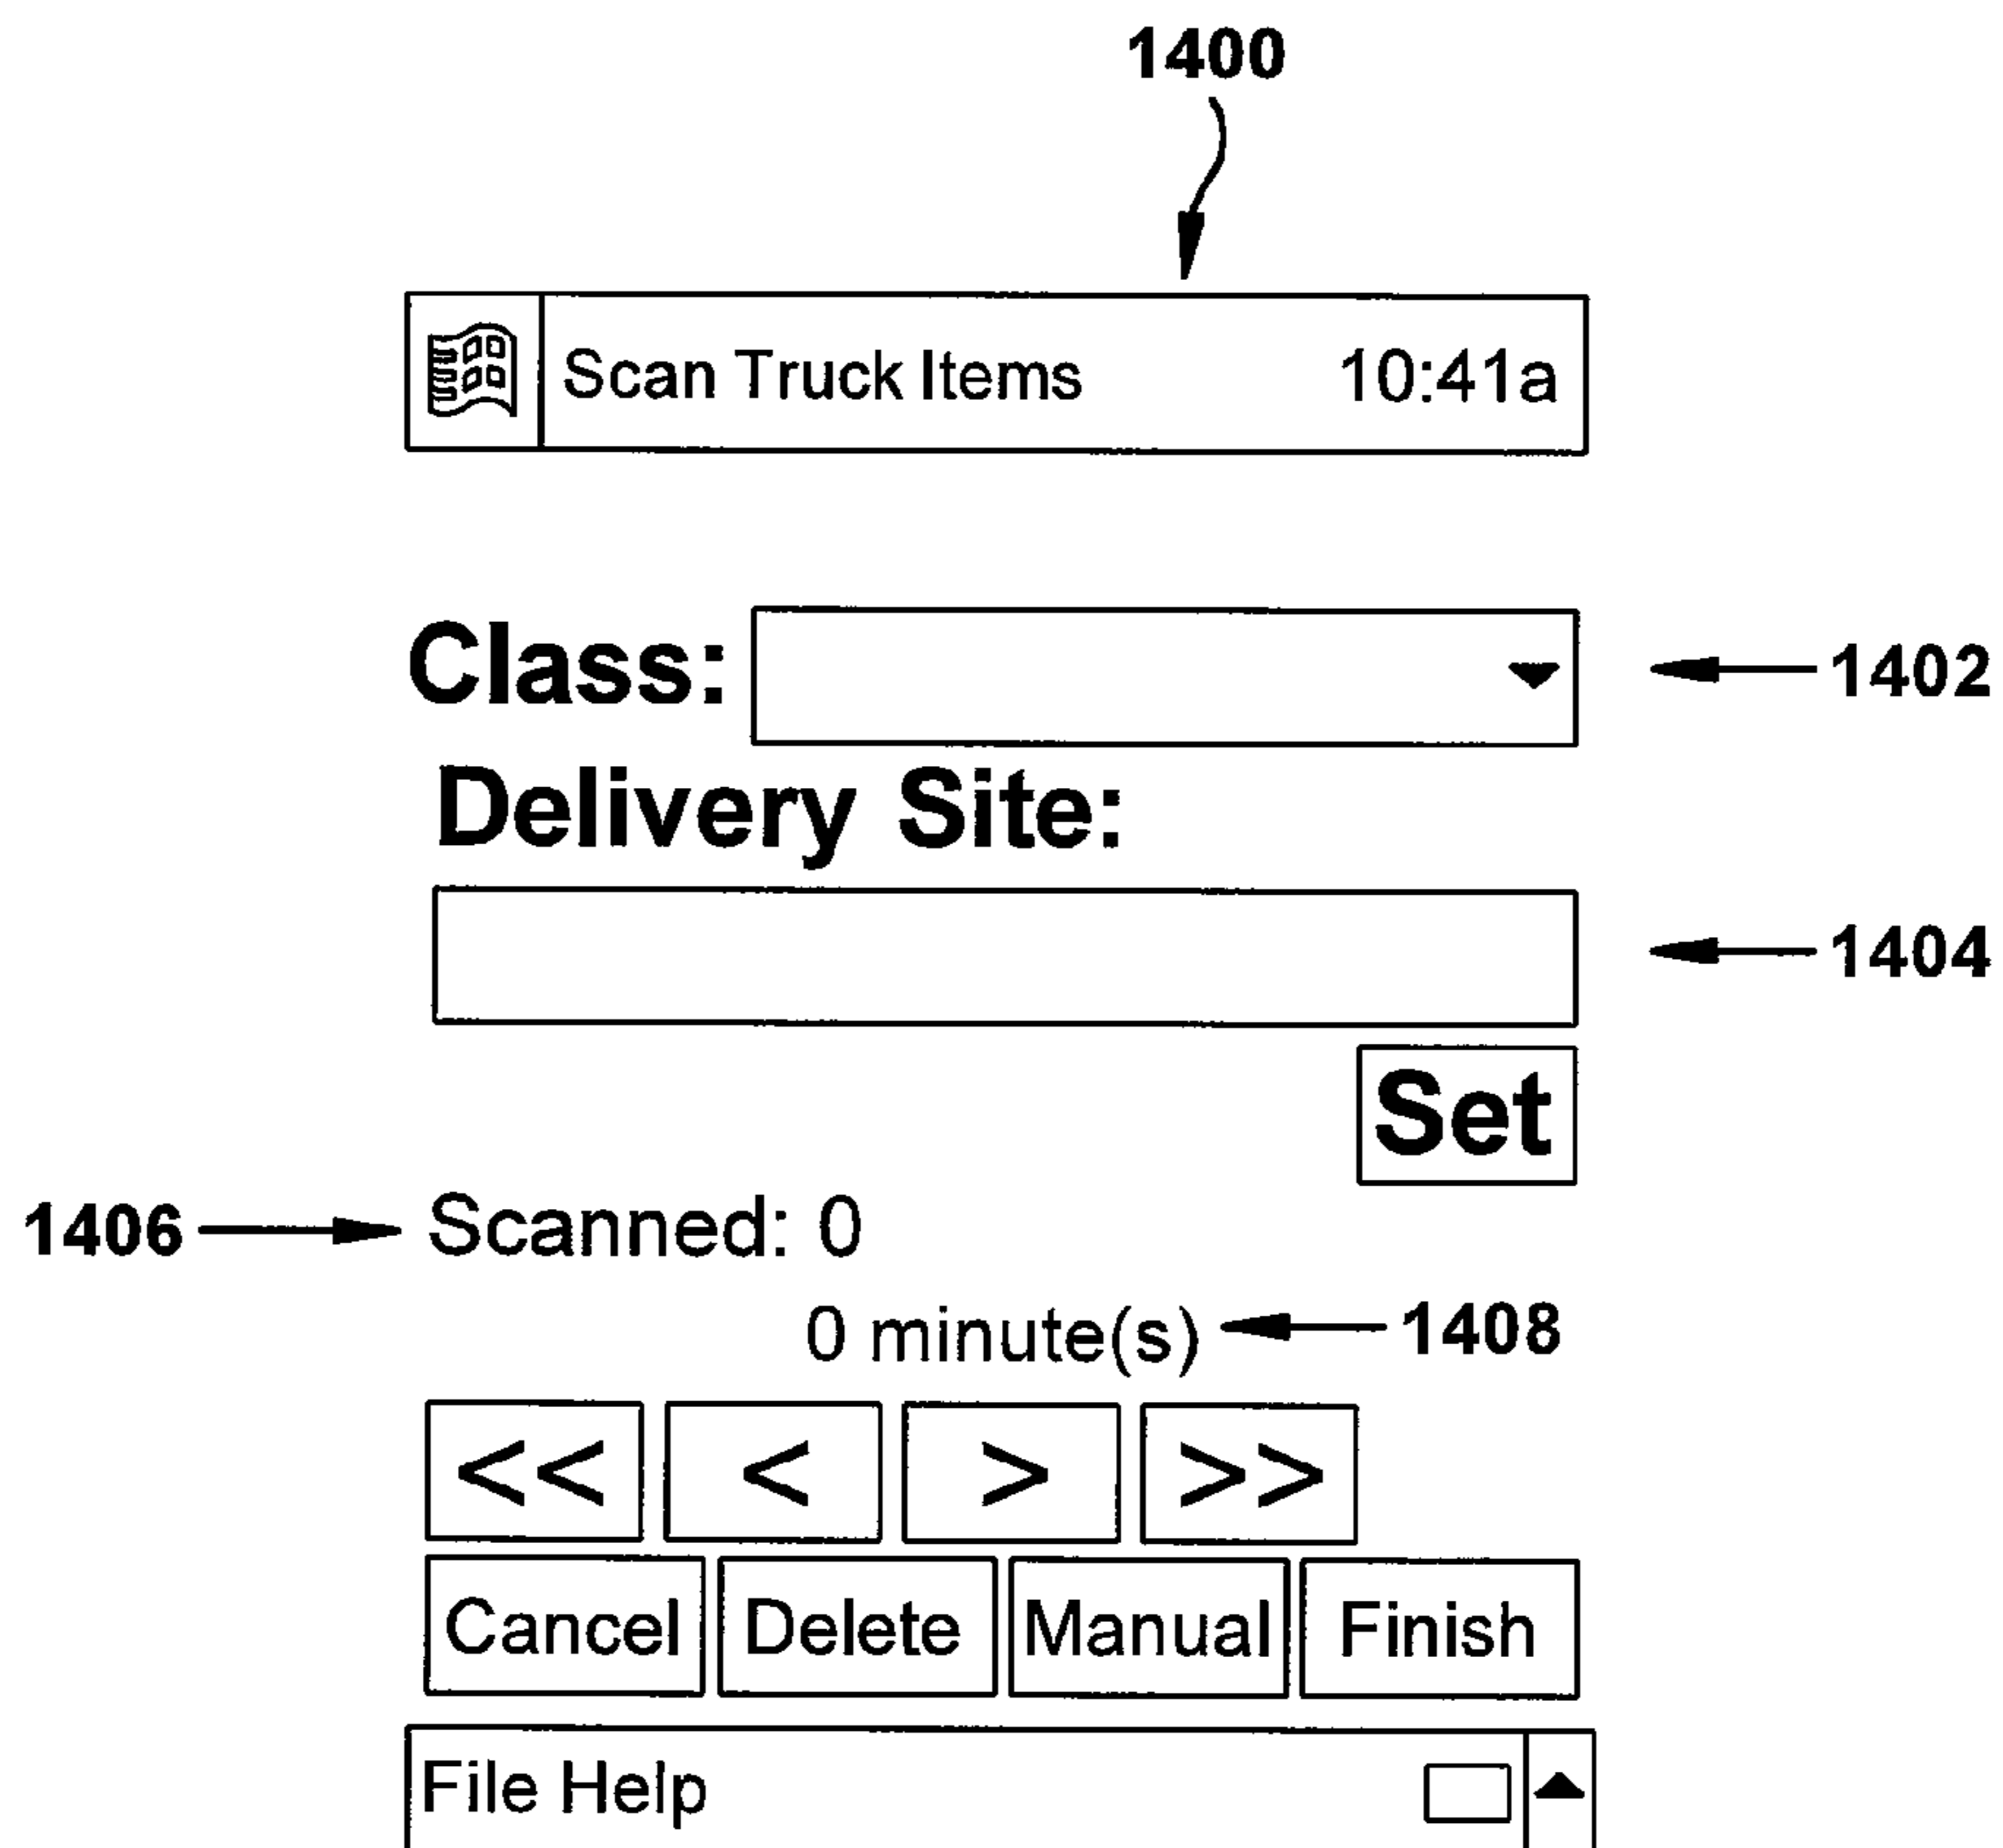 1400
Scan Truck Items 10:41a
Class: 1402
Delivery Site:
1404
Set
1406 Scanned: 0
0 minute(s) 1408
<< < > >>
Cancel Delete Manual Finish
File Help